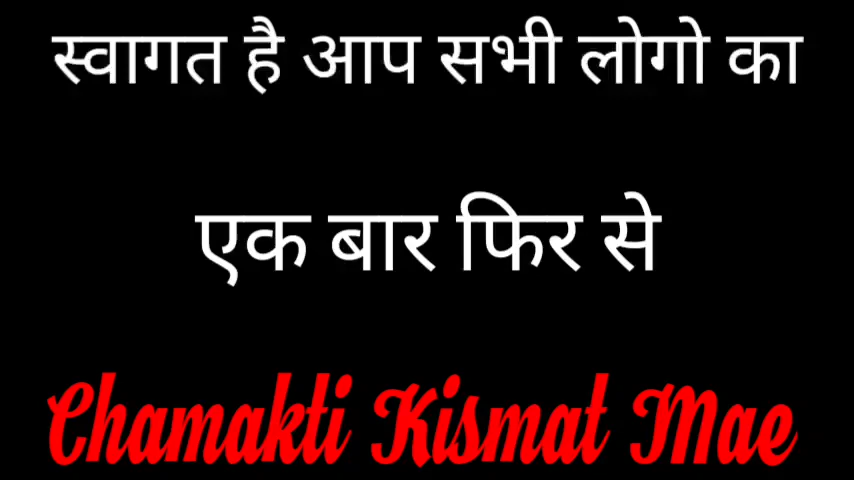 स्वागत है आप सभी लोगो का
एक बार फिर से
Chamakti Kismat Mae